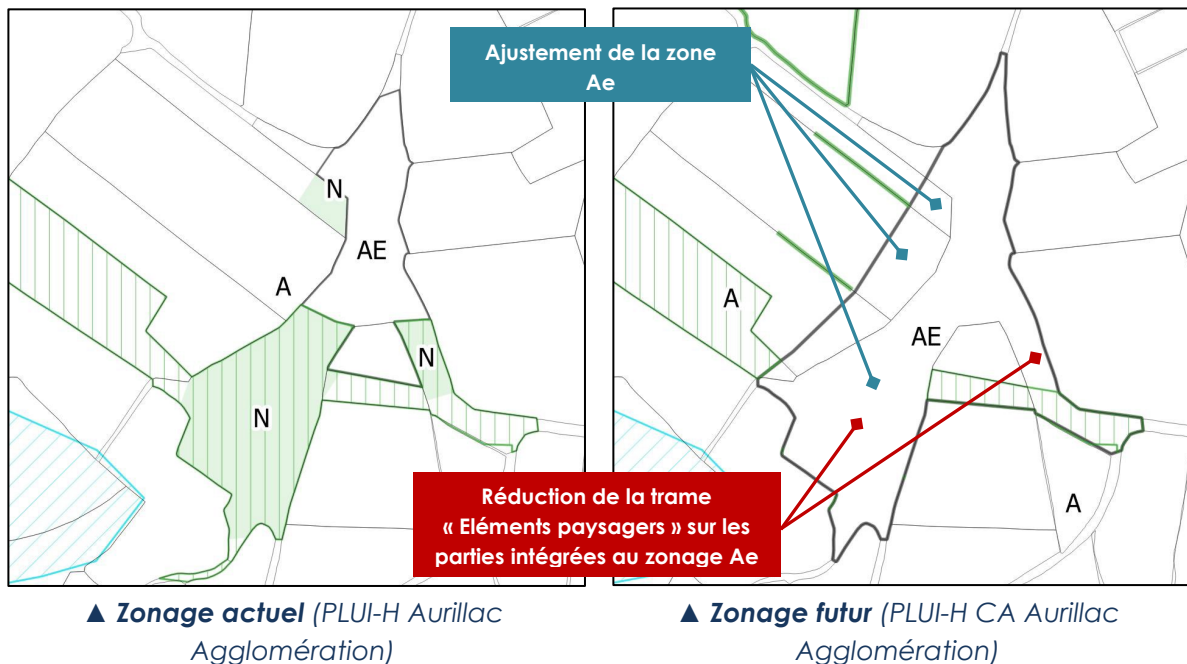 Ajustement de la zone
Ae
N
AE
A
N
N
A
AE
A
Réduction de la trame
« Eléments paysagers » sur les
parties intégrées au zonage Ae
▲ Zonage actuel (PLUI-H Aurillac
Agglomération)
▲ Zonage futur (PLUI-H CA Aurillac
Agglomération)